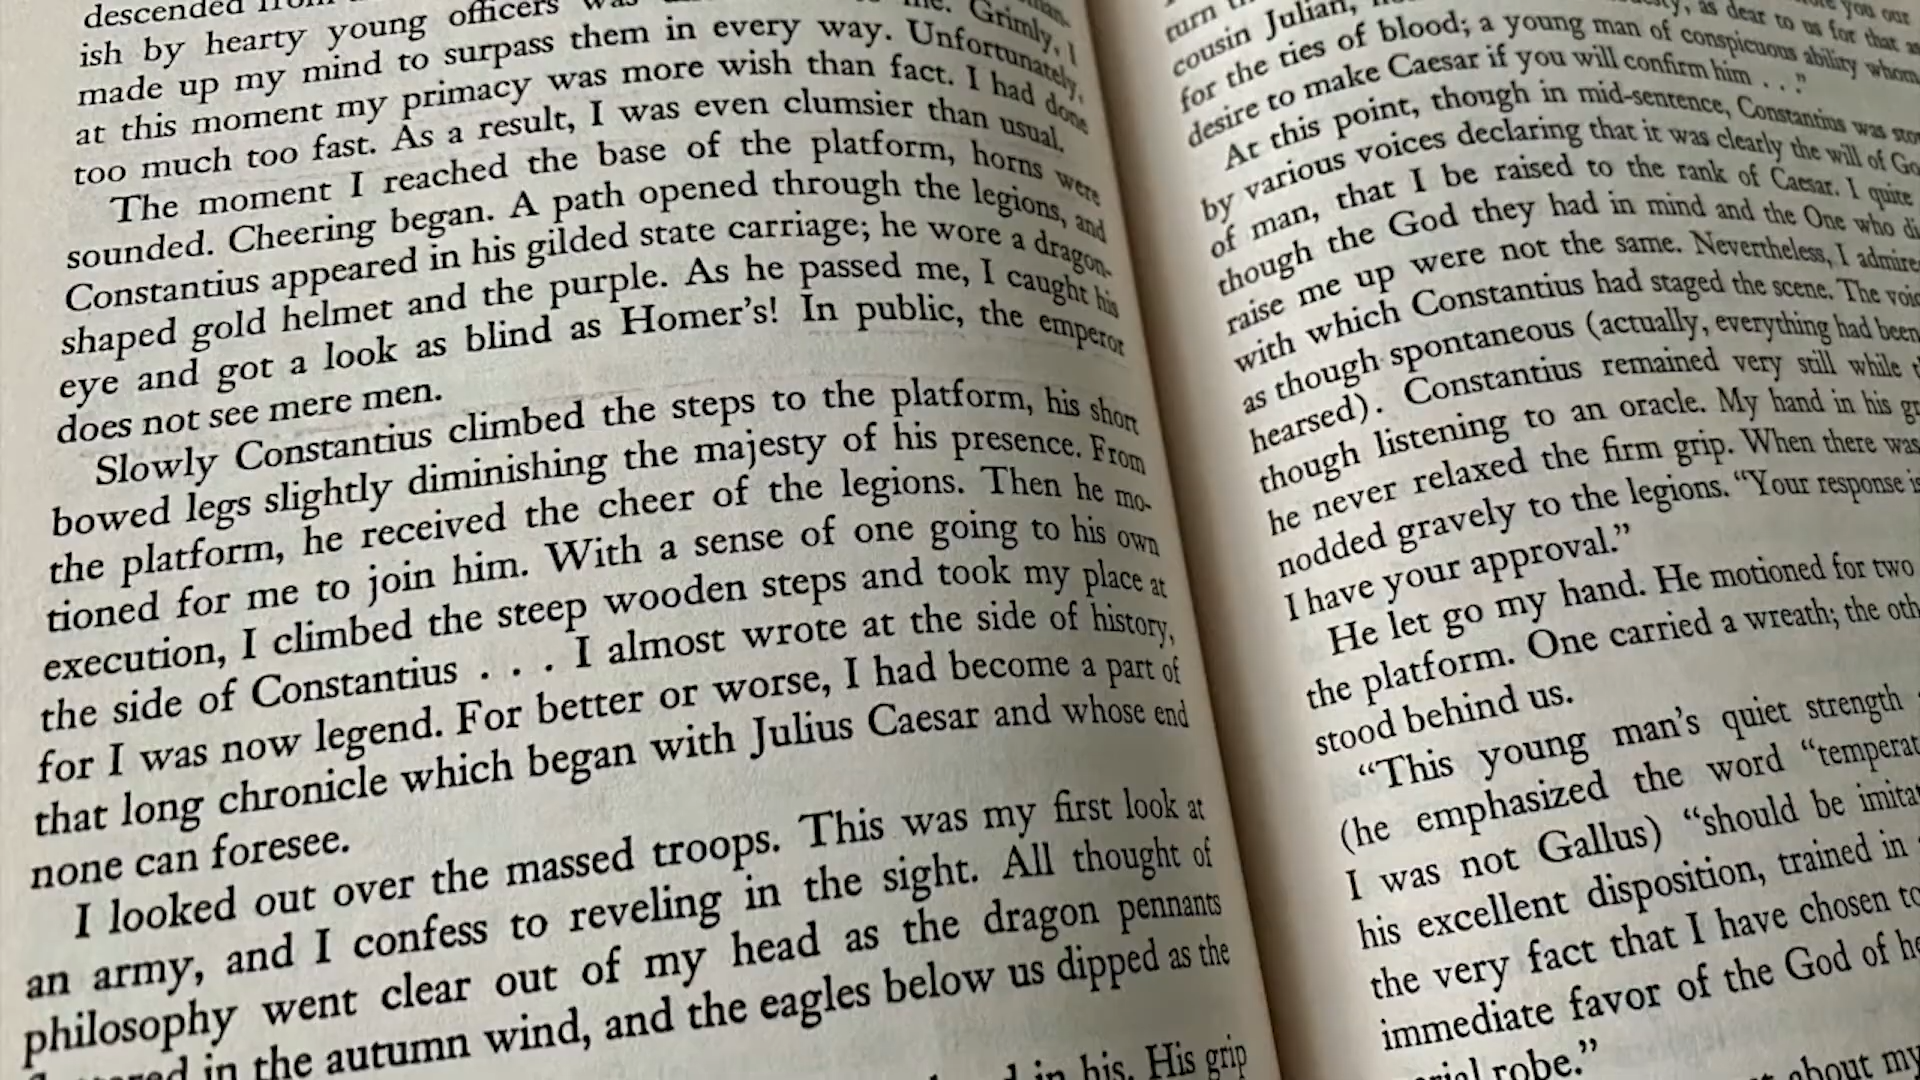 descended
ish by hearty young officers was
made up my mind to surpass them in every way. Grimly, I
at this moment my primacy was more wish than fact. Unfortunately,
too much too fast. As a result, I was even clumsier than usual. I had done
The moment I reached the base of the platform, horns were
sounded. Cheering began. A path opened through the legions, and
Constantius appeared in his gilded state carriage; he wore a dragon-
shaped gold helmet and the purple. As he passed me, I caught his
eye and got a look as blind as Homer's! In public, the emperor
does not see mere men.
Slowly Constantius climbed the steps to the platform, his short
bowed legs slightly diminishing the majesty of his presence. From
the platform, he received the cheer of the legions. Then he mo-
tioned for me to join him. With a sense of one going to his own
execution, I climbed the steep wooden steps and took my place at
the side of Constantius . . . I almost wrote at the side of history,
for I was now legend. For better or worse, I had become a part of
that long chronicle which began with Julius Caesar and whose end
none can foresee.
I looked out over the massed troops. This was my first look at
an army, and I confess to reveling in the sight. All thought of
philosophy went clear out of my head as the dragon pennants
in the autumn wind, and the eagles below us dipped as the
in his. His grip
turn
cousin Julian,
for the ties of blood; a young man of conspicuous ability whom
desire to make Caesar if you will confirm him . . ."
At this point, though in mid-sentence, Constantius was
by various voices declaring that it was clearly the will of
of man, that I be raised to the rank of Caesar. I quite
though the God they had in mind and the One who
raise me up were not the same. Nevertheless, I
with which Constantius had staged the scene. The
as though spontaneous (actually, everything had been
hearsed). Constantius remained very still while
though listening to an oracle. My hand in his
he never relaxed the firm grip. When there was
nodded gravely to the legions. "Your response
I have your approval."
He let go my hand. He motioned for two
the platform. One carried a wreath; the
stood behind us.
"This young man's quiet strength
(he emphasized the word
I was not Gallus) "should be
his excellent disposition, trained in
the very fact that I have chosen
immediate favor of the God of
robe."
about my